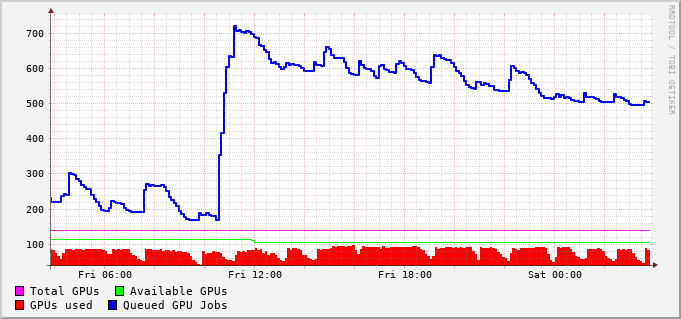 RRDTOOL / TOBI OETIKER
700
600
500
400
300
200
100
Fri 06:00 Fri 12:00 Fri 18:00 Sat 00:00
Total GPUs Available GPUs
GPUs used Queued GPU Jobs